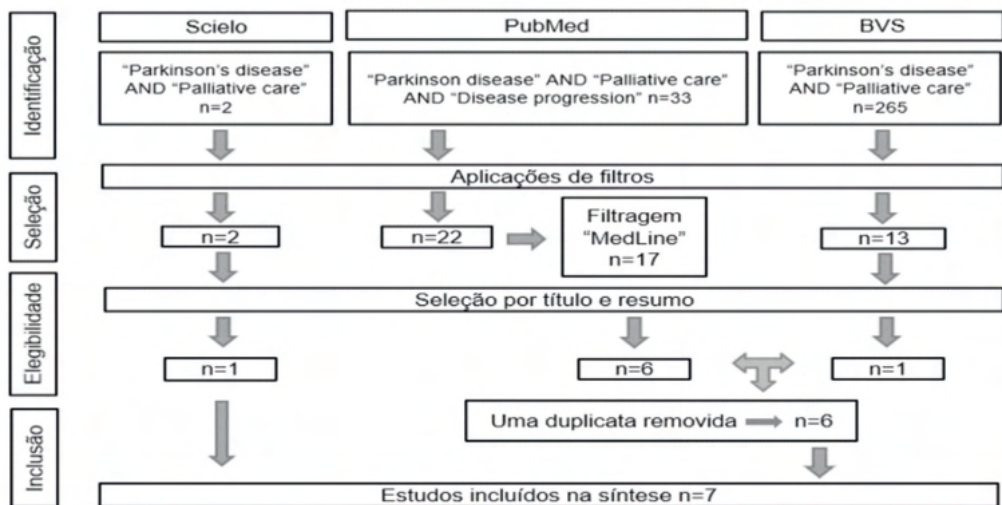 Identificação
Scielo
PubMed
BVS
"Parkinson's disease"
AND "Palliative care"
n=2
"Parkinson disease" AND "Palliative care"
AND "Disease progression" n=33
"Parkinson's disease"
AND "Palliative care"
n=265
Seleção
Aplicações de filtros
n=2
n=22
Filtragem
"MedLine"
n=17
n=13
Elegibilidade
Seleção por título e resumo
n=1
n=6
n=1
Inclusão
Uma duplicata removida n=6
Estudos incluídos na síntese n=7